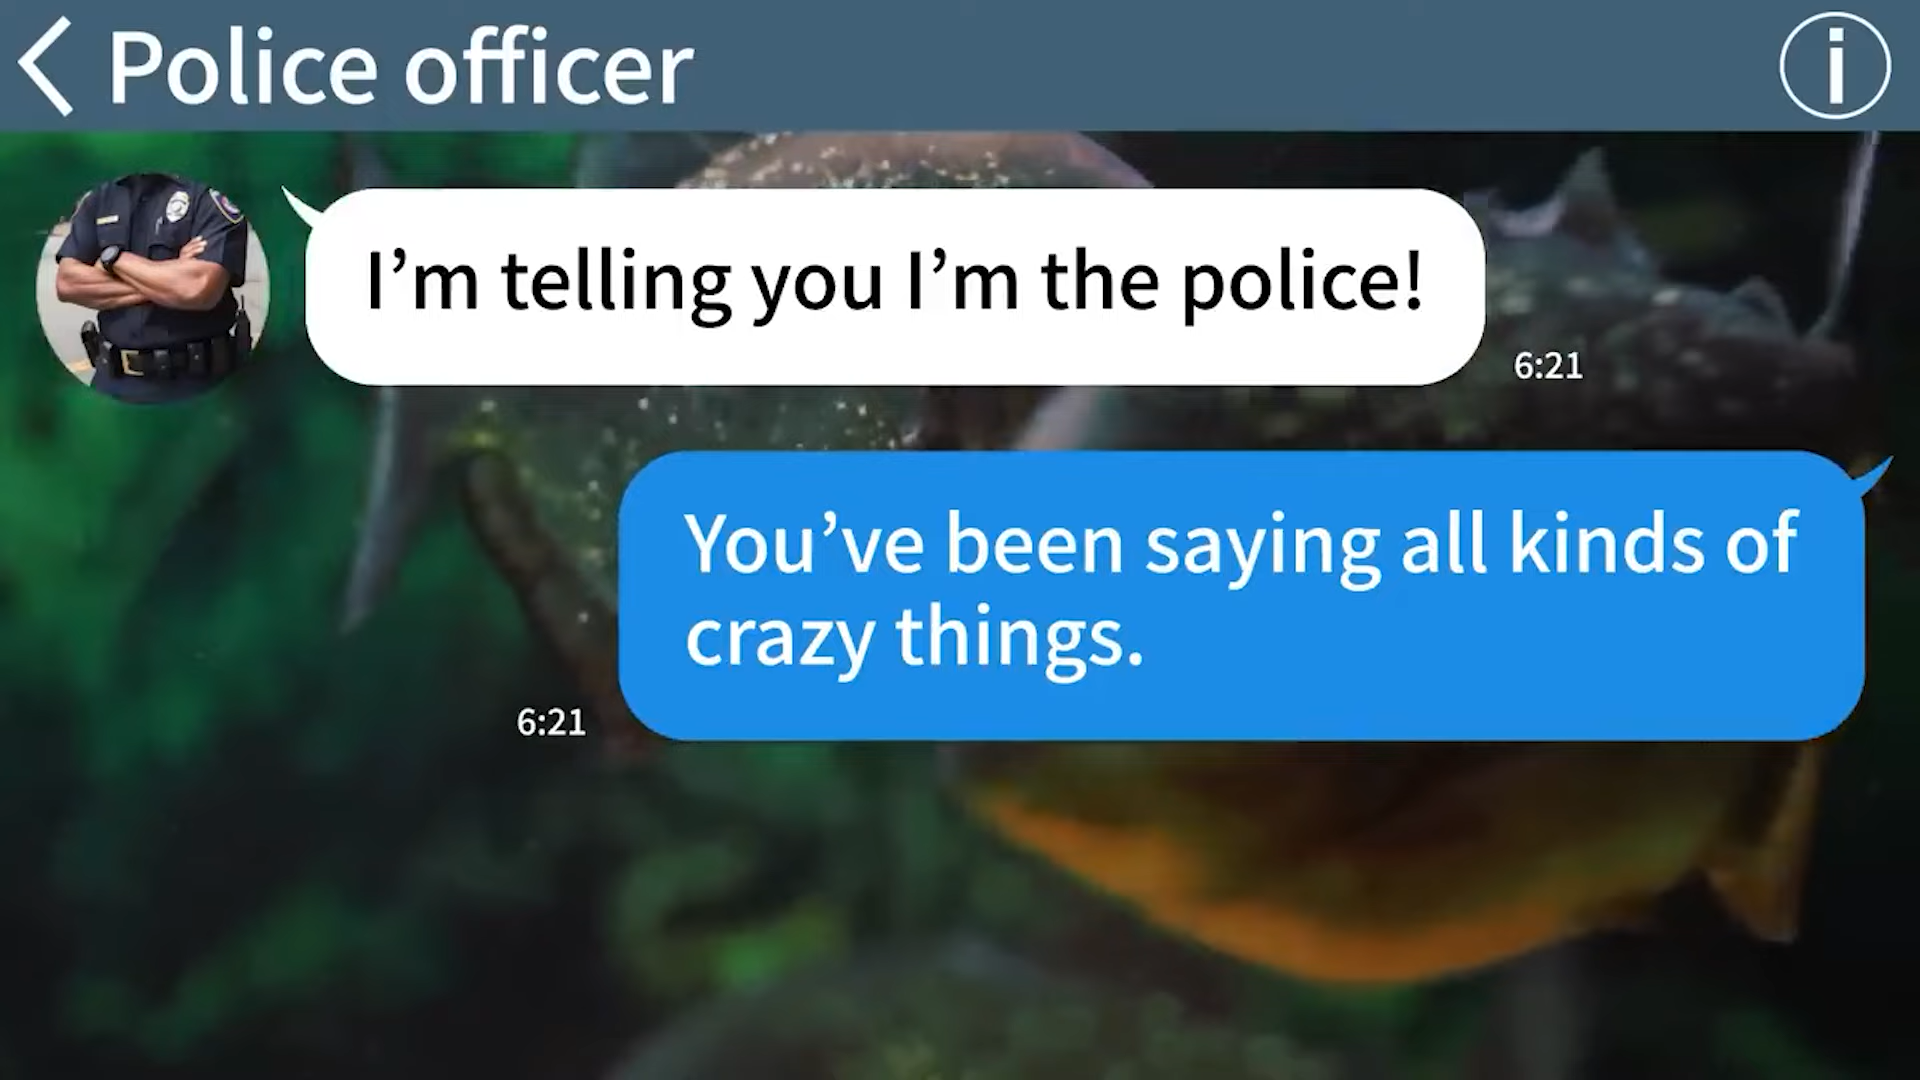 Police officer
i
I’m telling you I’m the police!
6:21
You’ve been saying all kinds of
crazy things.
6:21